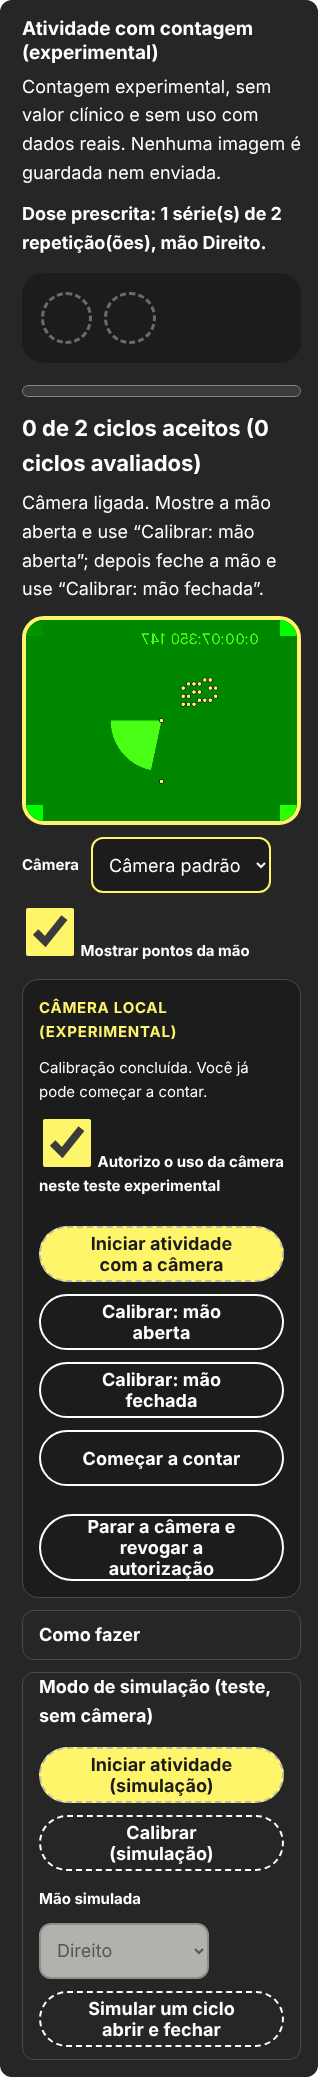 Atividade com contagem
(experimental)
Contagem experimental, sem
valor clínico e sem uso com
dados reais. Nenhuma imagem é
guardada nem enviada.
Dose prescrita: 1 série(s) de 2
repetição(ões), mão Direito.
0 de 2 ciclos aceitos (0
ciclos avaliados)
Câmera ligada. Mostre a mão
aberta e use “Calibrar: mão
aberta”; depois feche a mão e
use “Calibrar: mão fechada”.
0:00:07:350 147
Câmera
Câmera padrão
Mostrar pontos da mão
CÂMERA LOCAL
(EXPERIMENTAL)
Calibração concluída. Você já
pode começar a contar.
Autorizo o uso da câmera
neste teste experimental
Iniciar atividade
com a câmera
Calibrar: mão
aberta
Calibrar: mão
fechada
Começar a contar
Parar a câmera e
revogar a
autorização
Como fazer
Modo de simulação (teste,
sem câmera)
Iniciar atividade
(simulação)
Calibrar
(simulação)
Mão simulada
Direito
Simular um ciclo
abrir e fechar